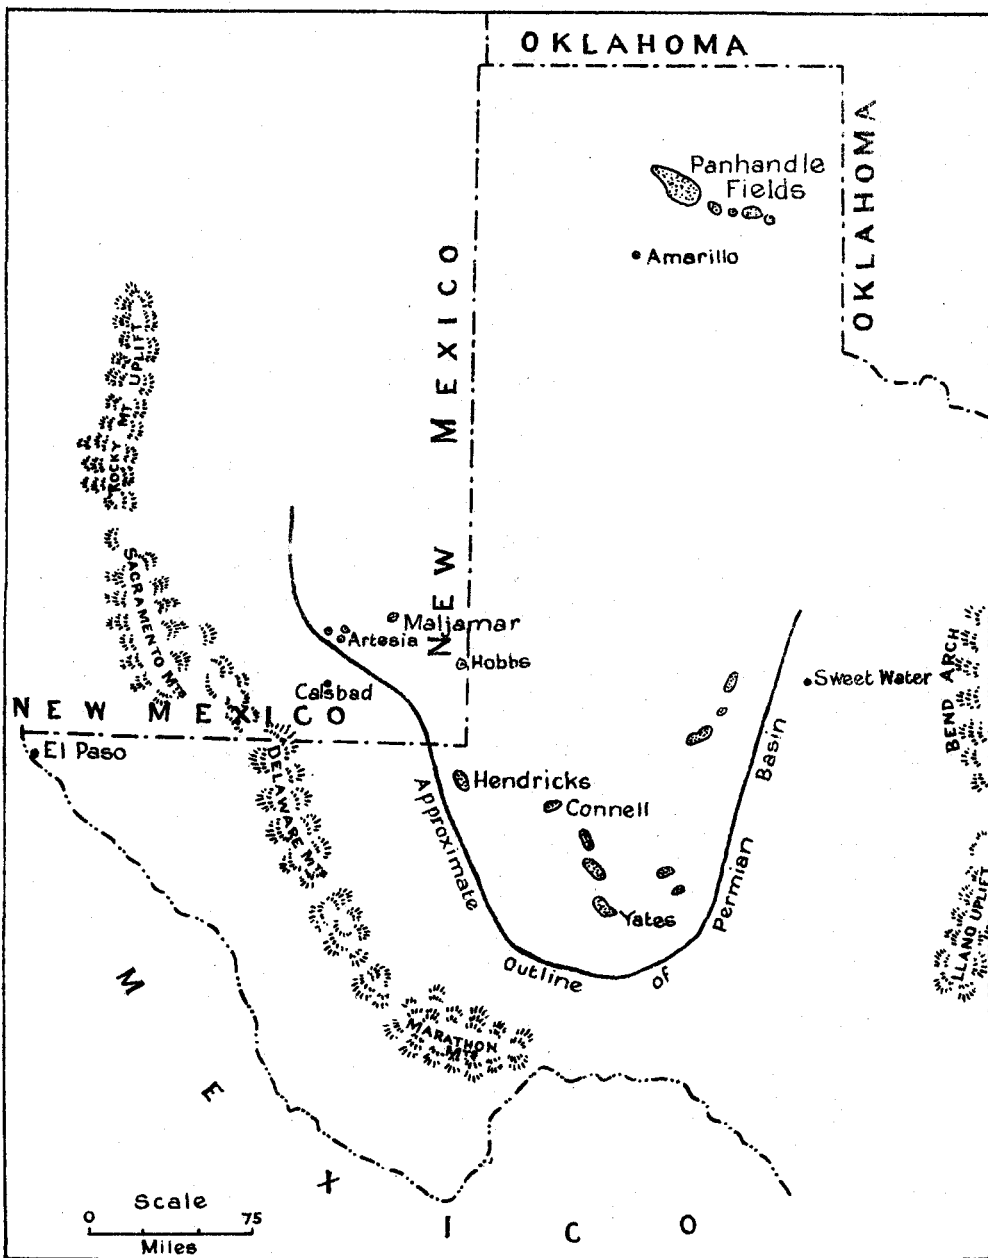 OKLAHOMA
OKLAHOMA
Panhandle
Fields
Amarillo
NEW MEXICO
ROCKY MT UPLIFT
SACRAMENTO Mts
Maljamar
Artesia
Hobbs
Calsbad
NEW MEXICO
El Paso
Sweet Water
BEND ARCH
DELAWARE Mts
Hendricks
Connell
Yates
Approximate Outline of Permian Basin
LLANO UPLIFT
MARATHON
Mts
MEXICO
Scale
0 75
Miles